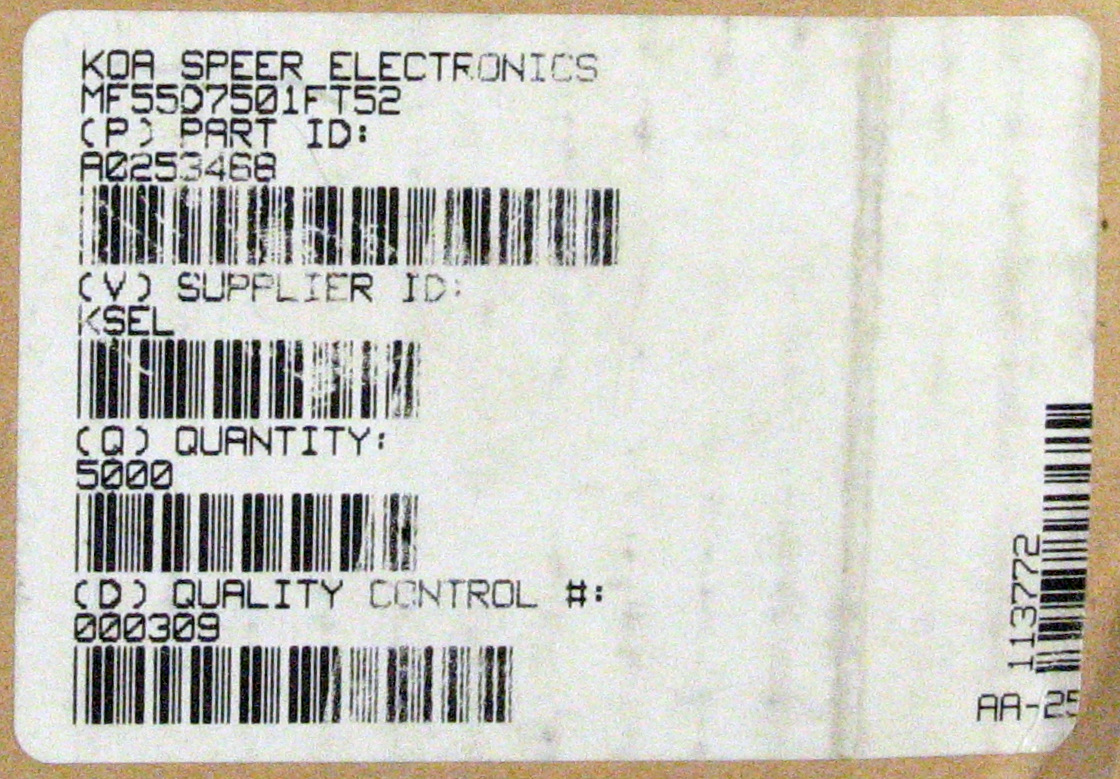 KOA SPEER ELECTRONICS
MF55D7501FT52
(P) PART ID:
A0253468
(V) SUPPLIER ID:
KSEL
(Q) QUANTITY:
5000
(D) QUALITY CONTROL #:
000309
113772
AA-25